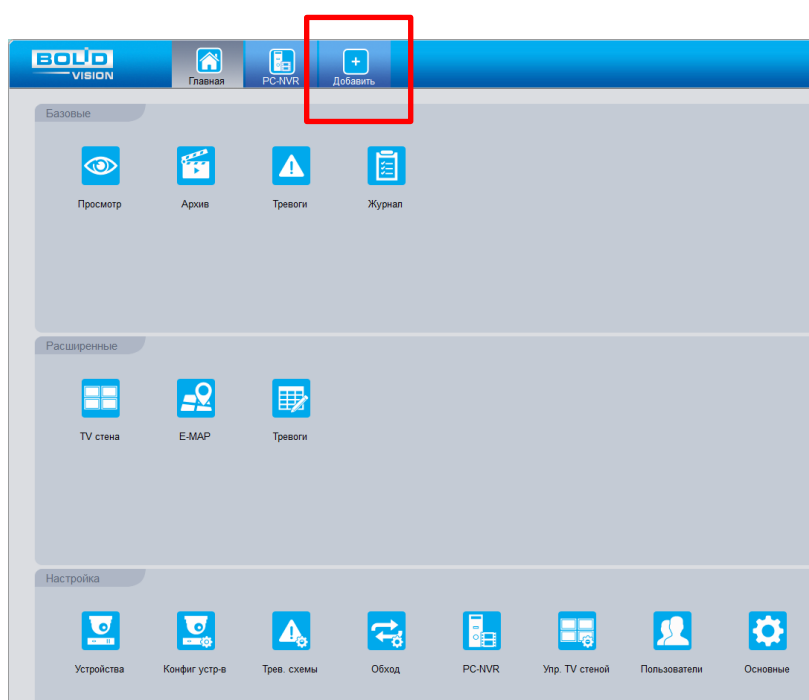 BOLID
VISION
Главная
PC-NVR
Добавить
Базовые
Просмотр
Архив
Тревоги
Журнал
Расширенные
TV стена
E-MAP
Тревоги
Настройка
Устройства
Конфиг устр-в
Трев. схемы
Обход
PC-NVR
Упр. TV стеной
Пользователи
Основные